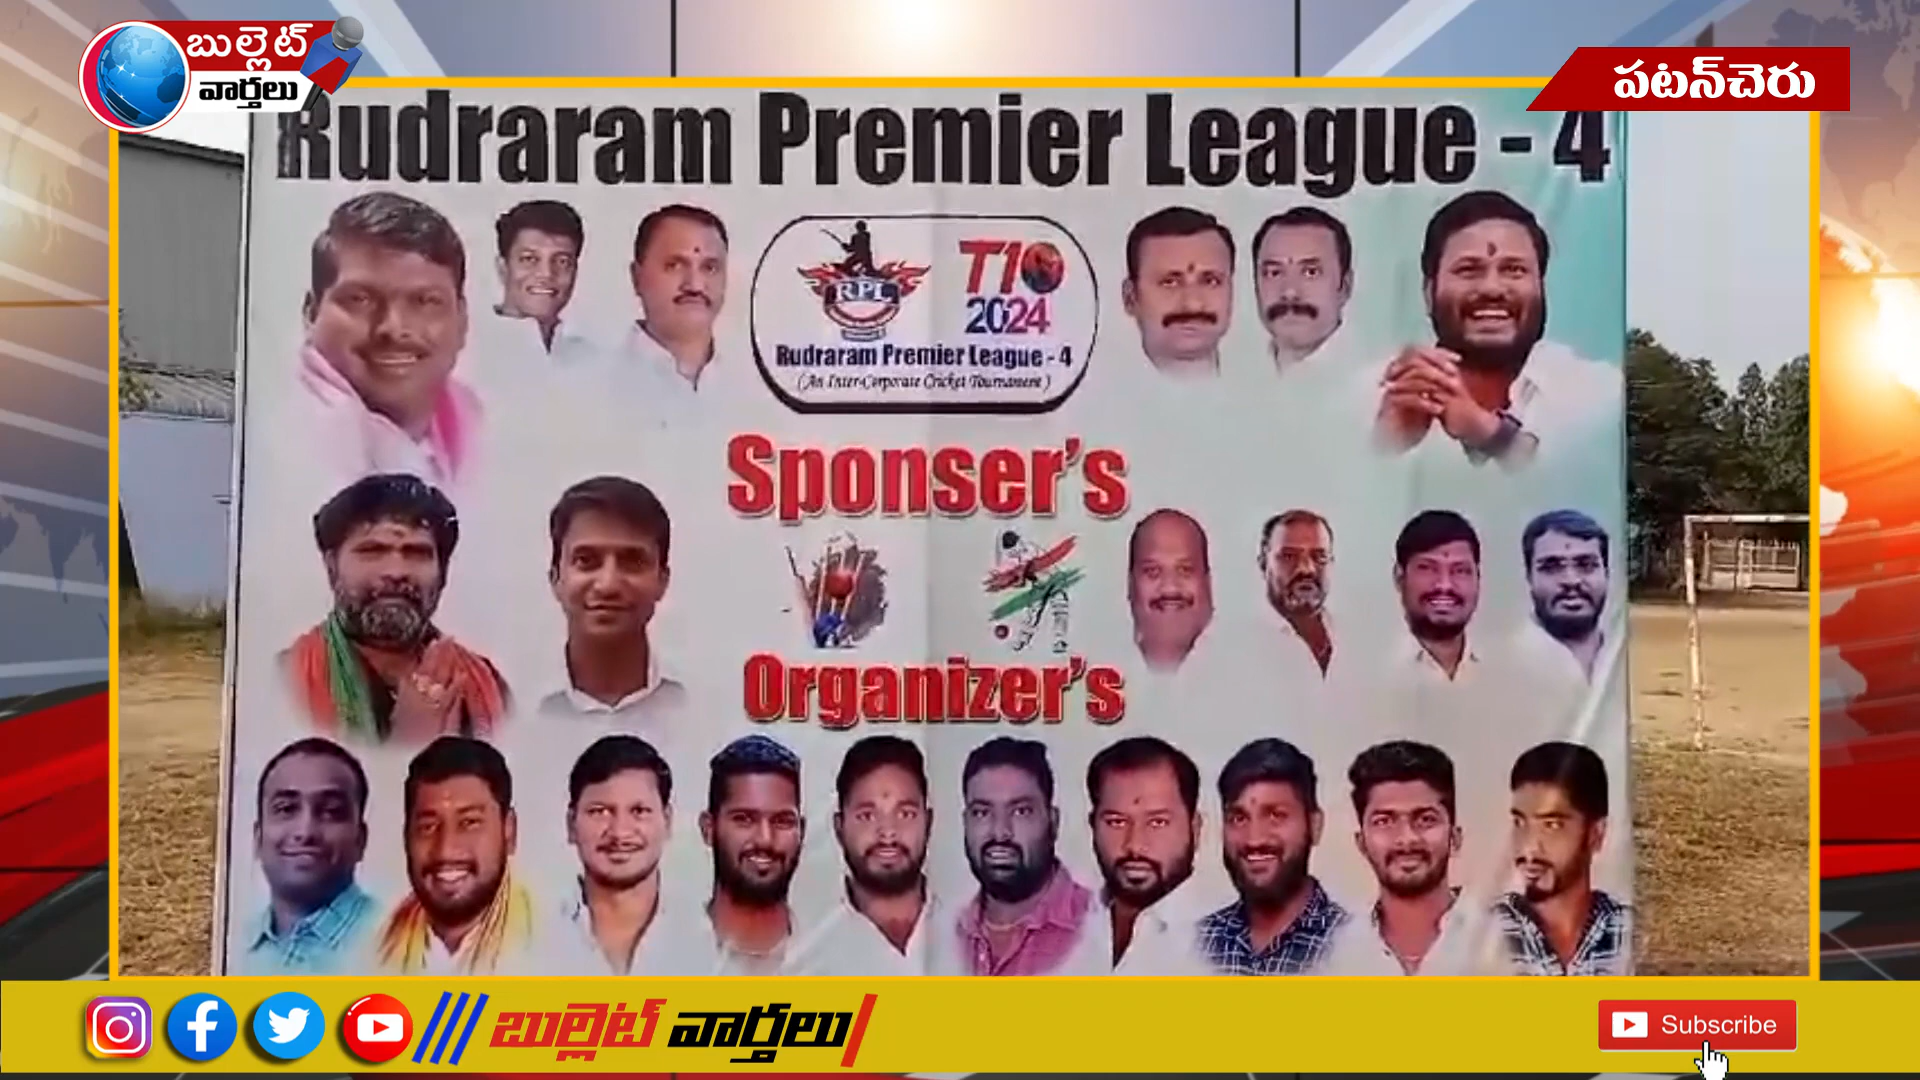 బుల్లెట్
వార్తలు
పటన్‌చెరు
Rudraram Premier League - 4
RPL
T10
2024
Rudraram Premier League - 4
(An Inter-Corporate Cricket Tournament)
Sponser's
Organizer's
బుల్లెట్ వార్తలు
Subscribe